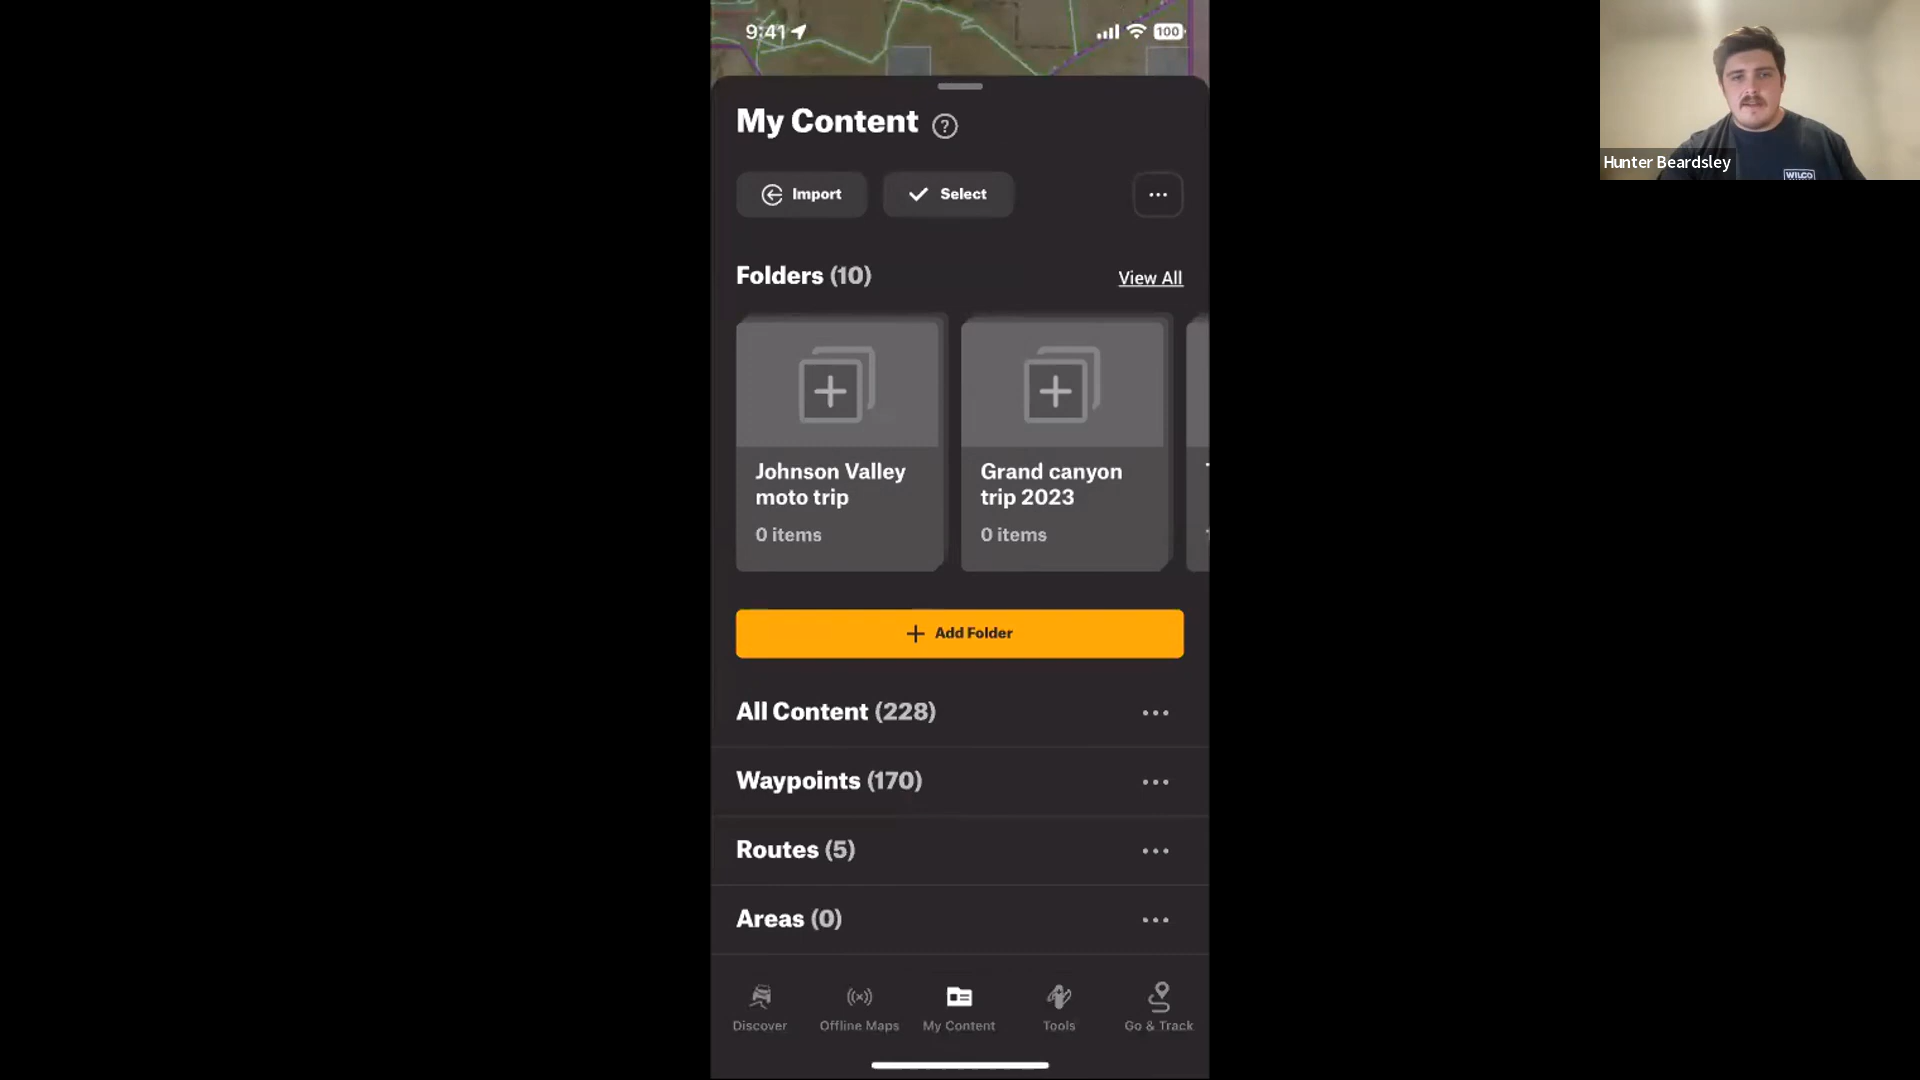 9:41
100
My Content
Import
Select
Folders (10)
View All
Johnson Valley
moto trip
0 items
Grand canyon
trip 2023
0 items
+ Add Folder
All Content (228)
Waypoints (170)
Routes (5)
Areas (0)
Discover
Offline Maps
My Content
Tools
Go & Track
Hunter Beardsley
WILCO